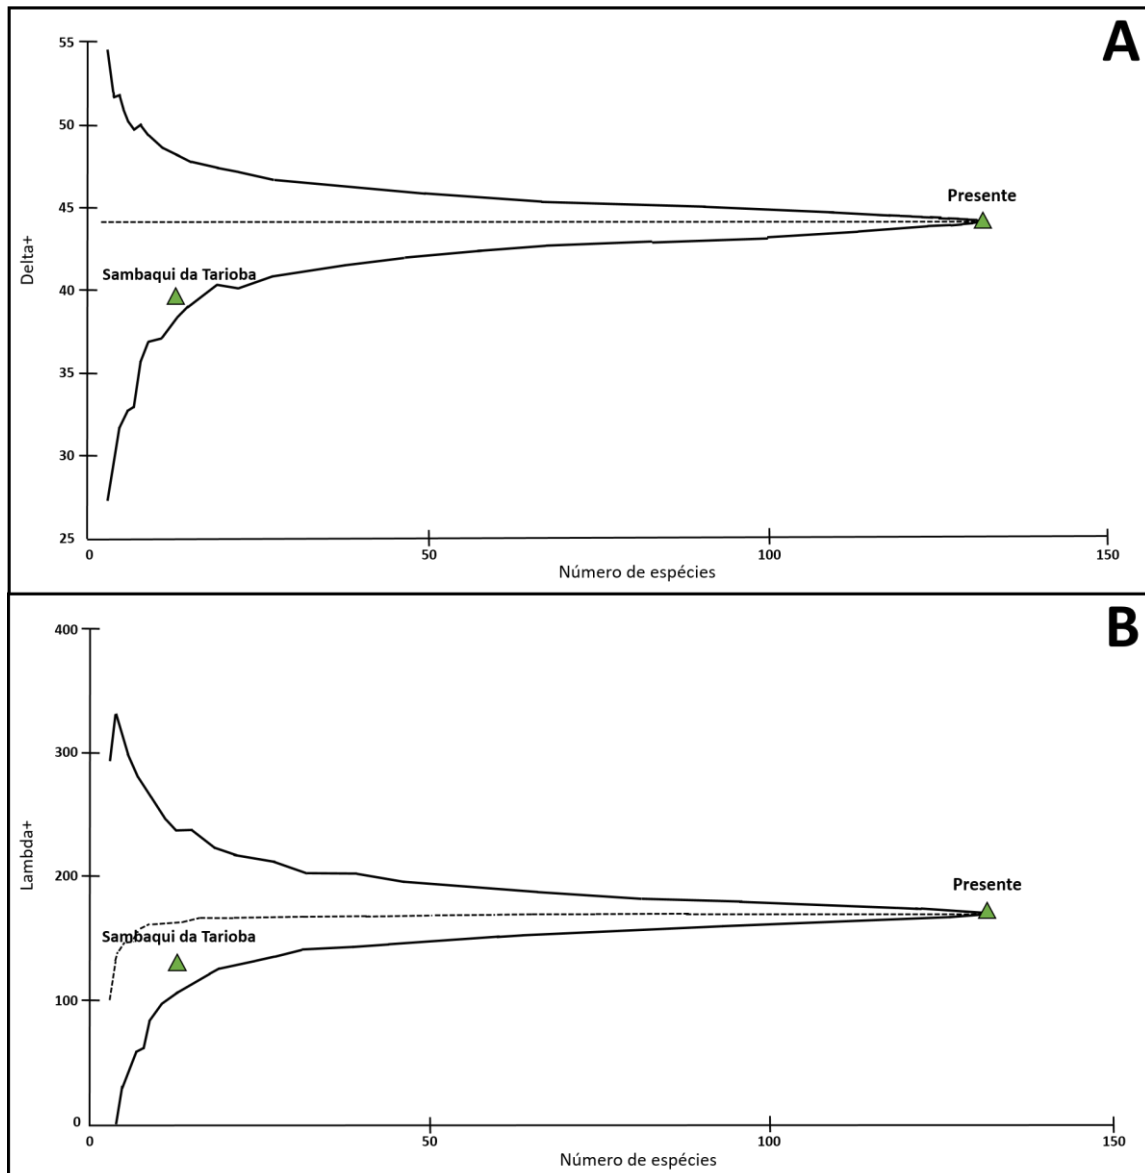 A
55
50
45
40
35
30
25
Delta+
Presente
Sambaqui da Tarioba
0
50
100
150
Número de espécies
B
400
300
200
100
0
Lambda+
Presente
Sambaqui da Tarioba
0
50
100
150
Número de espécies